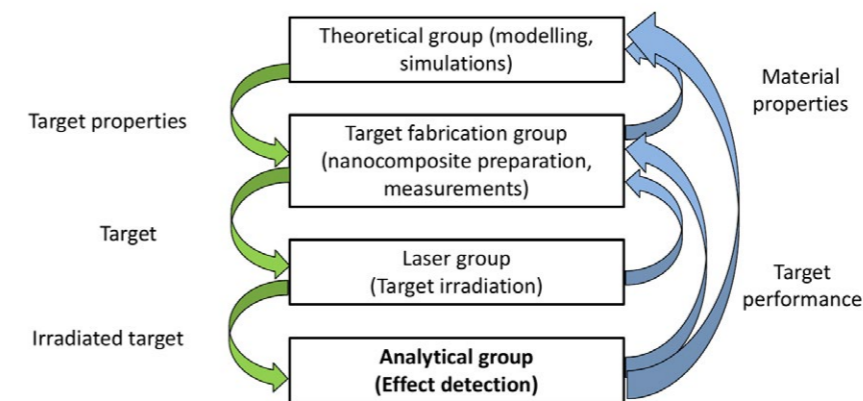 Theoretical group (modelling,
simulations)
Material
properties
Target properties
Target fabrication group
(nanocomposite preparation,
measurements)
Target
Laser group
(Target irradiation)
Target
performance
Irradiated target
Analytical group
(Effect detection)